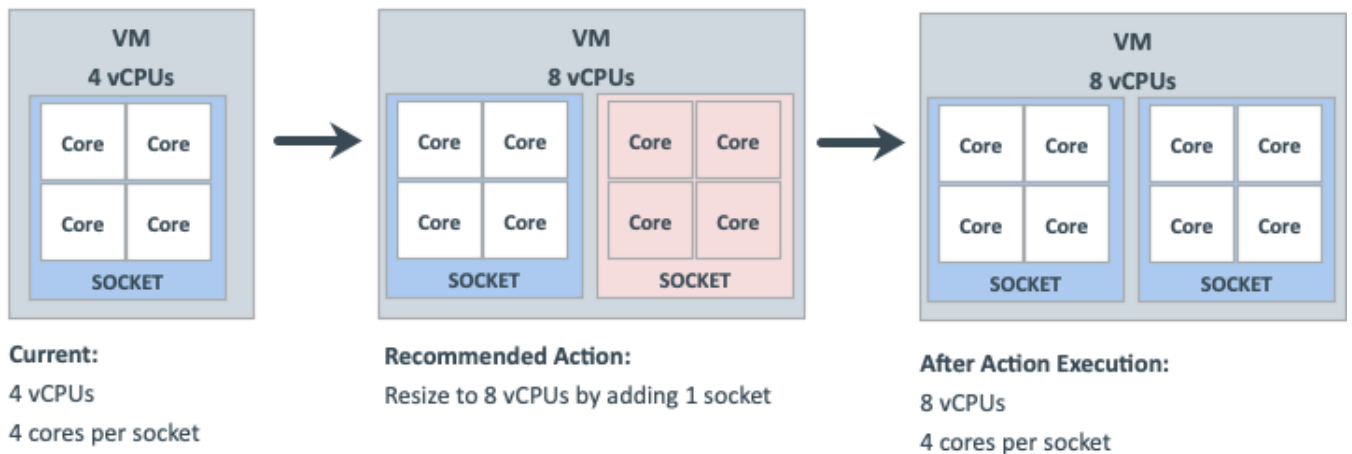 VM
4 vCPUs
Core Core
Core Core
SOCKET
VM
8 vCPUs
Core Core Core Core
Core Core Core Core
SOCKET SOCKET
VM
8 vCPUs
Core Core Core Core
Core Core Core Core
SOCKET SOCKET
Current:
4 vCPUs
4 cores per socket
Recommended Action:
Resize to 8 vCPUs by adding 1 socket
After Action Execution:
8 vCPUs
4 cores per socket